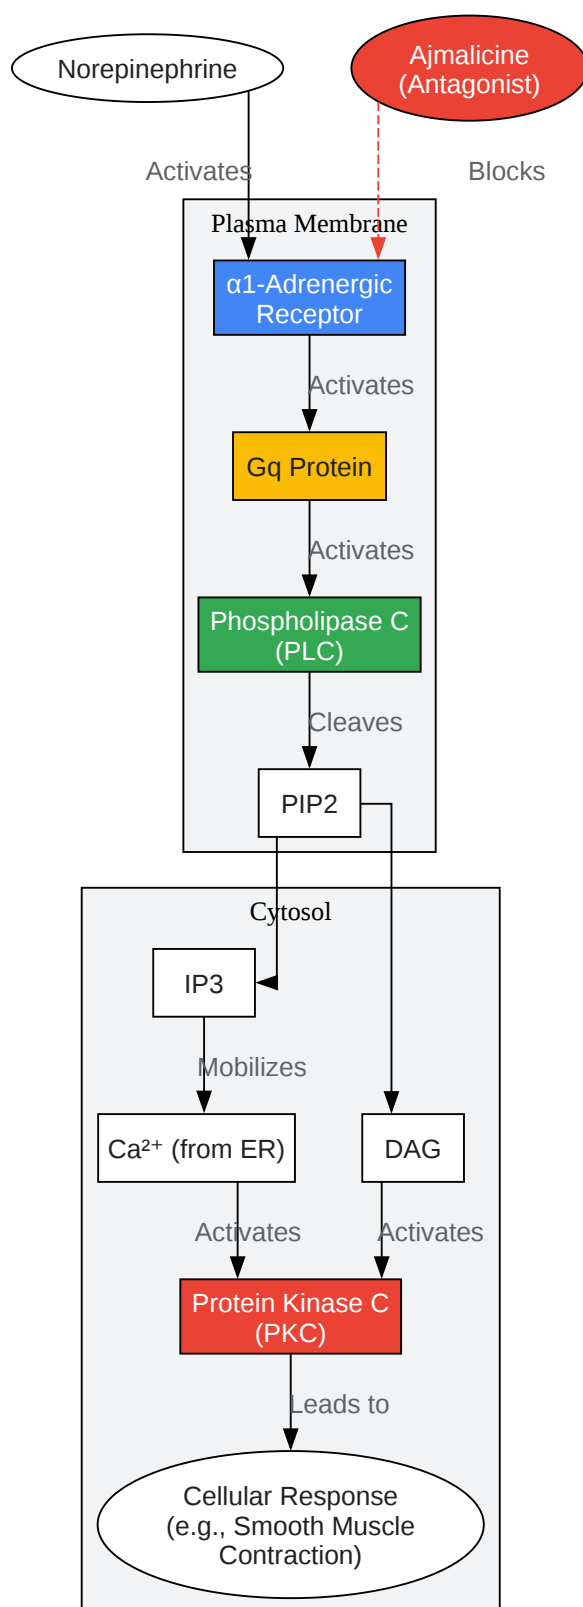 Norepinephrine
Ajmalicine
(Antagonist)
Activates
Blocks
Plasma Membrane
α1-Adrenergic
Receptor
Activates
Gq Protein
Activates
Phospholipase C
(PLC)
Cleaves
PIP2
Cytosol
IP3
Mobilizes
Ca²⁺ (from ER)
DAG
Activates
Activates
Protein Kinase C
(PKC)
Leads to
Cellular Response
(e.g., Smooth Muscle
Contraction)